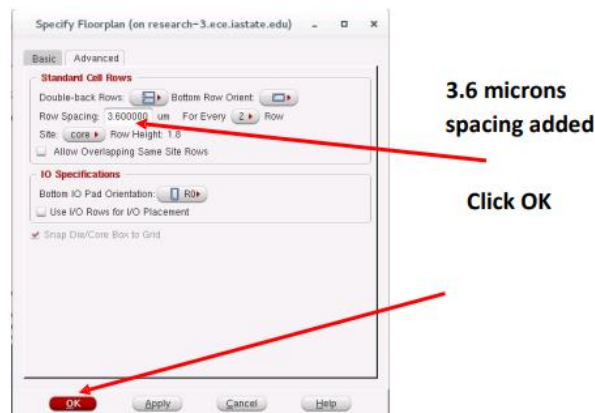 Specify Floorplan (on research-3.ece.iastate.edu)
Basic Advanced
Standard Cell Rows
Double-back Rows: Bottom Row Orient:
Row Spacing: 3.600000 um For Every 2 Row
Site: core Row Height: 1.8
Allow Overlapping Same Site Rows
IO Specifications
Bottom IO Pad Orientation: R0
Use I/O Rows for I/O Placement
Snap Die/Core Box to Grid
OK Apply Cancel Help
3.6 microns
spacing added
Click OK